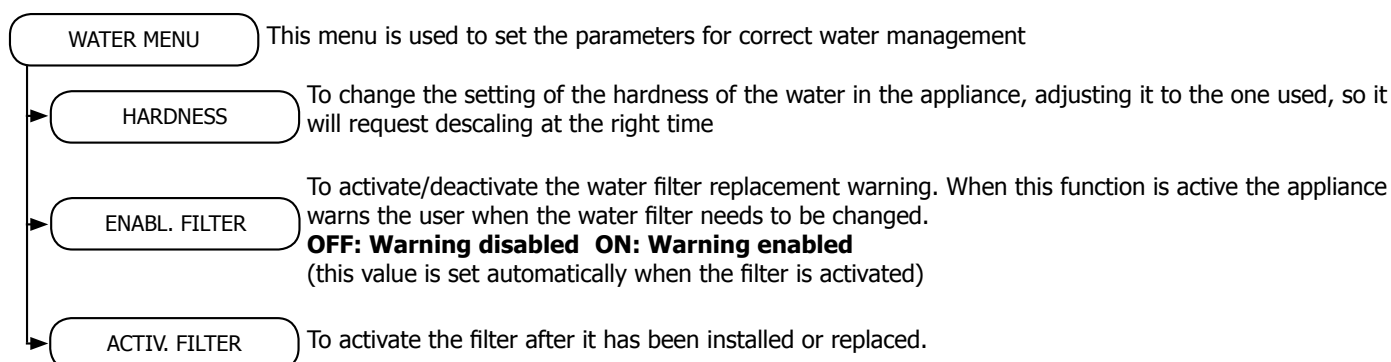 WATER MENU This menu is used to set the parameters for correct water management
HARDNESS To change the setting of the hardness of the water in the appliance, adjusting it to the one used, so it
will request descaling at the right time
To activate/deactivate the water filter replacement warning. When this function is active the appliance
ENABL. FILTER warns the user when the water filter needs to be changed.
OFF: Warning disabled ON: Warning enabled
(this value is set automatically when the filter is activated)
ACTIV. FILTER To activate the filter after it has been installed or replaced.